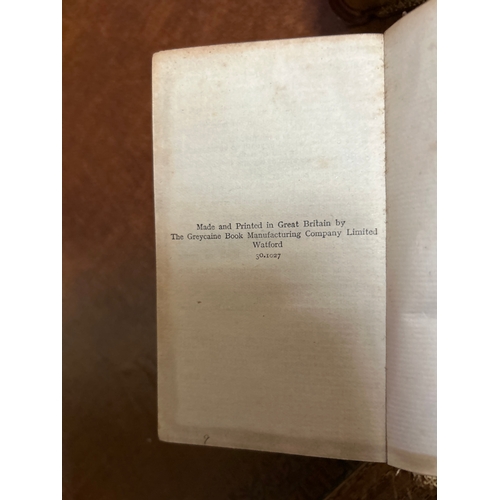 Made and Printed in Great Britain by
The Greycaine Book Manufacturing Company Limited
Watford
30.1027